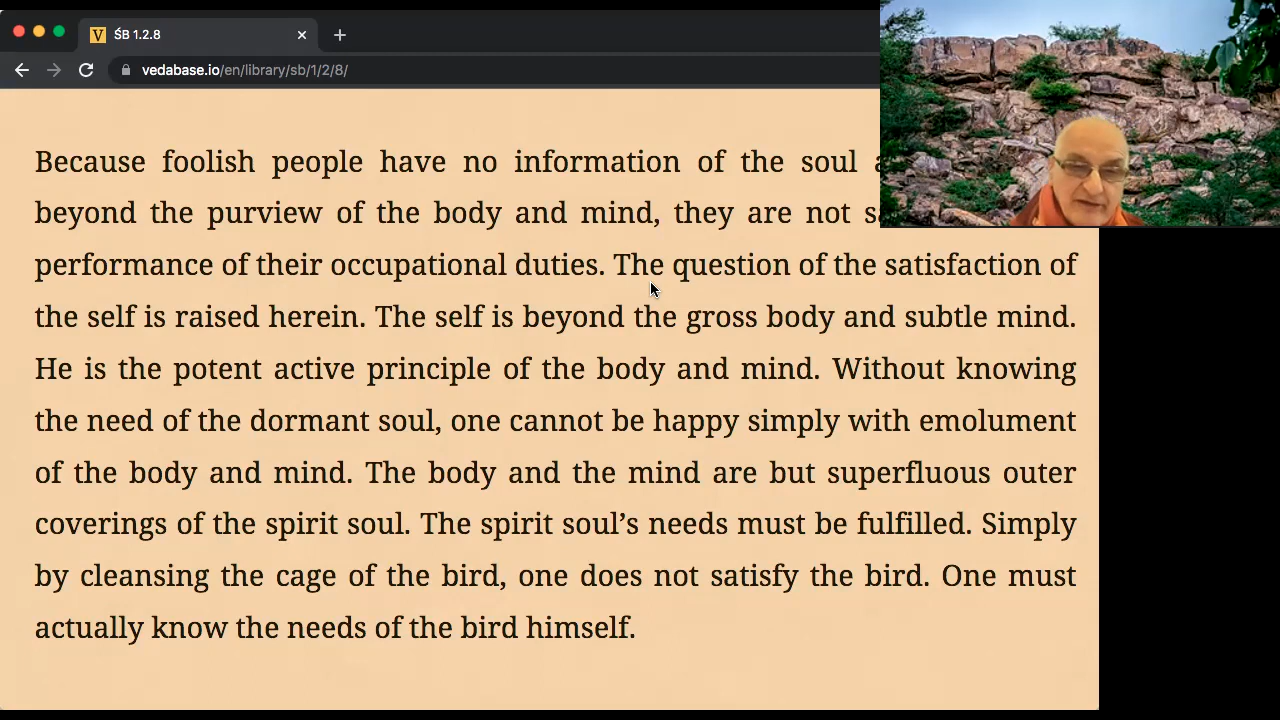 ŚB 1.2.8
vedabase.io/en/library/sb/1/2/8/
Because foolish people have no information of the soul
beyond the purview of the body and mind, they are not
performance of their occupational duties. The question of the satisfaction of
the self is raised herein. The self is beyond the gross body and subtle mind.
He is the potent active principle of the body and mind. Without knowing
the need of the dormant soul, one cannot be happy simply with emolument
of the body and mind. The body and the mind are but superfluous outer
coverings of the spirit soul. The spirit soul’s needs must be fulfilled. Simply
by cleansing the cage of the bird, one does not satisfy the bird. One must
actually know the needs of the bird himself.